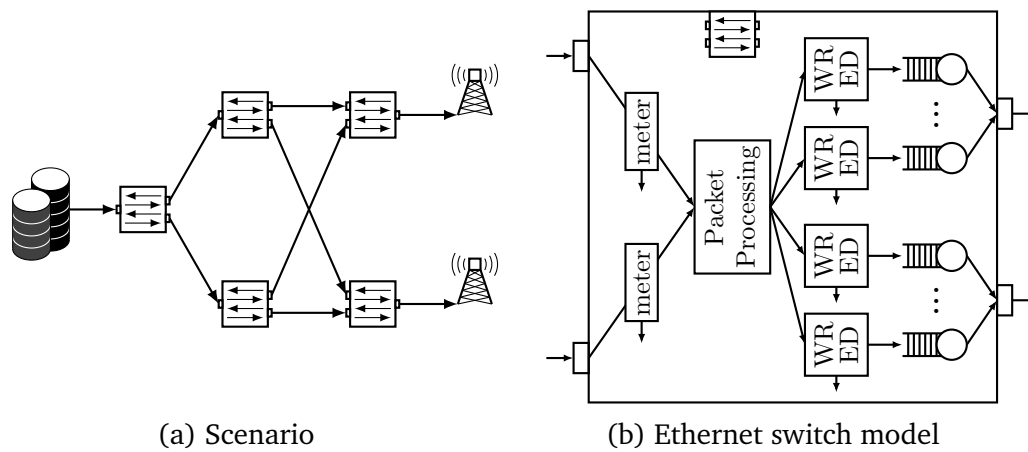 meter
meter
Packet
Processing
WR
ED
WR
ED
WR
ED
WR
ED
(a) Scenario
(b) Ethernet switch model